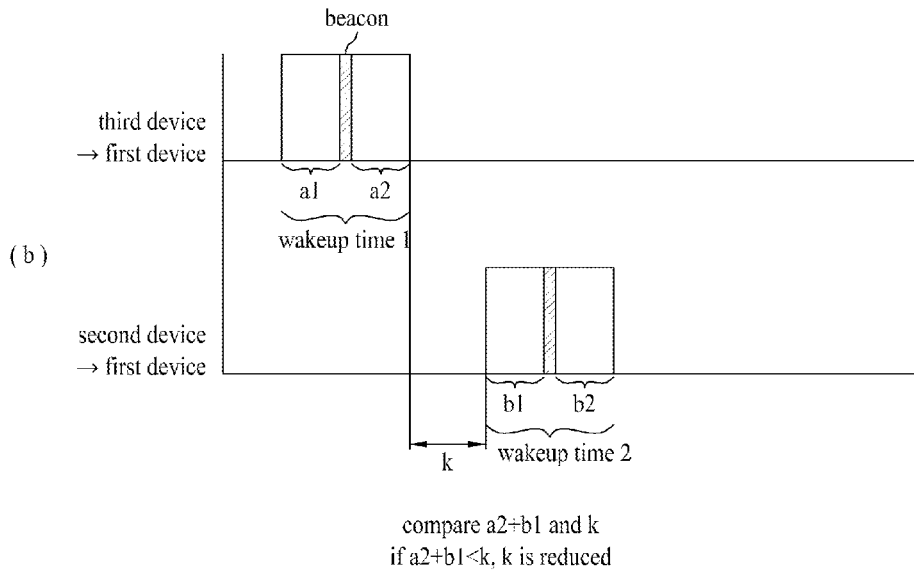 beacon
third device
→ first device
a1
a2
wakeup time 1
( b )
second device
→ first device
b1
b2
k
wakeup time 2
compare a2+b1 and k
if a2+b1<k, k is reduced